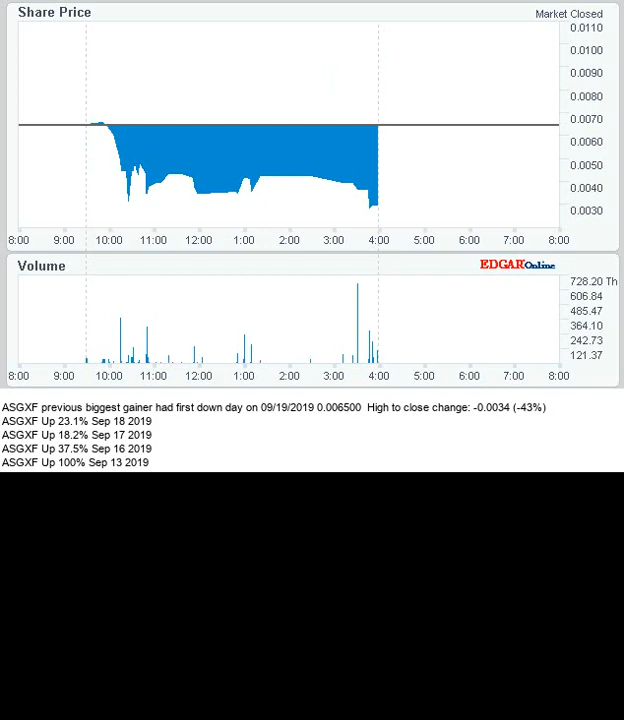 Share Price
Market Closed
0.0110
0.0100
0.0090
0.0080
0.0070
0.0060
0.0050
0.0040
0.0030
8:00 9:00 10:00 11:00 12:00 1:00 2:00 3:00 4:00 5:00 6:00 7:00 8:00
Volume
EDGAROnline
728.20 Th
606.84
485.47
364.10
242.73
121.37
8:00 9:00 10:00 11:00 12:00 1:00 2:00 3:00 4:00 5:00 6:00 7:00 8:00
ASGXF previous biggest gainer had first down day on 09/19/2019 0.006500 High to close change: -0.0034 (-43%)
ASGXF Up 23.1% Sep 18 2019
ASGXF Up 18.2% Sep 17 2019
ASGXF Up 37.5% Sep 16 2019
ASGXF Up 100% Sep 13 2019